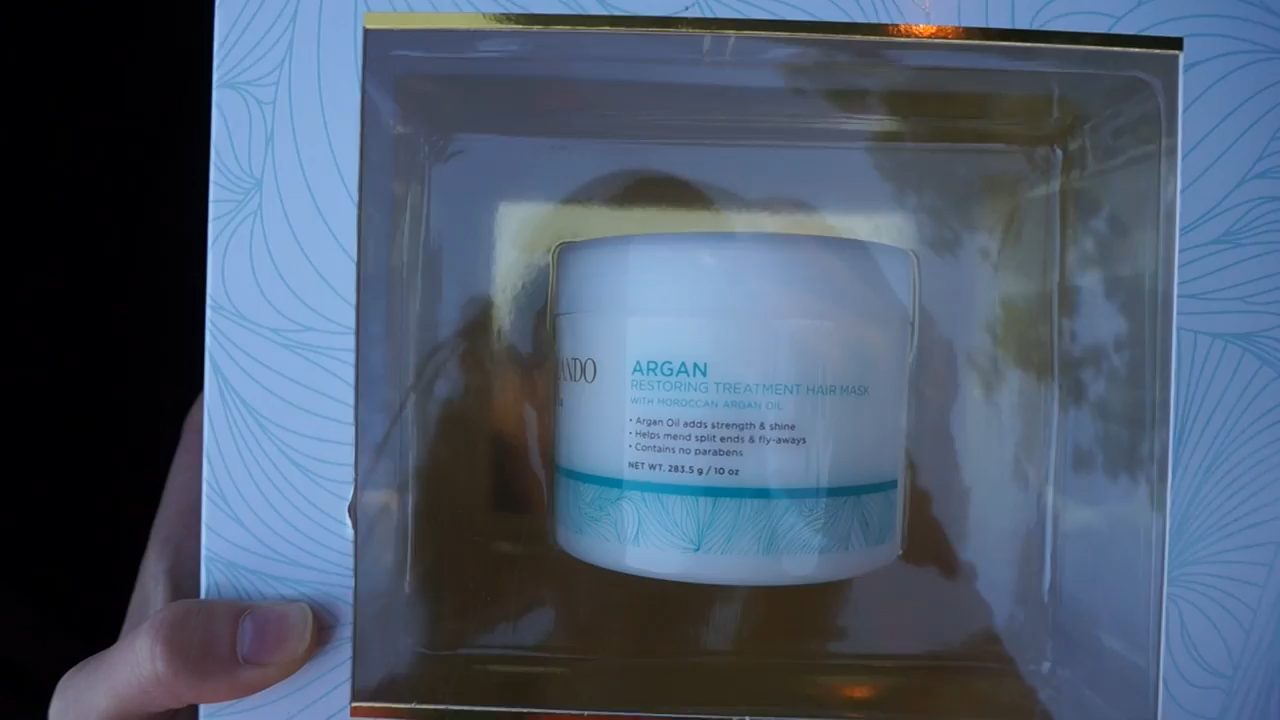 ANDO
ARGAN
RESTORING TREATMENT HAIR MASK
WITH MOROCCAN ARGAN OIL
• Argan Oil adds strength & shine
• Helps mend split ends & fly-aways
• Contains no parabens
NET WT. 283.5 g / 10 oz